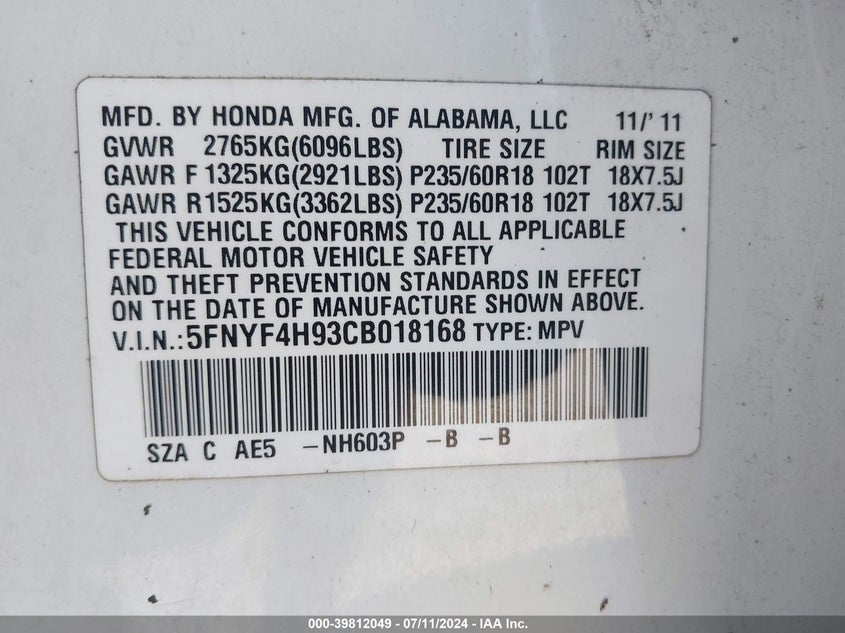 MFD. BY HONDA MFG. OF ALABAMA, LLC 11/' 11
GVWR 2765KG(6096LBS) TIRE SIZE RIM SIZE
GAWR F 1325KG(2921LBS) P235/60R18 102T 18X7.5J
GAWR R1525KG(3362LBS) P235/60R18 102T 18X7.5J
THIS VEHICLE CONFORMS TO ALL APPLICABLE
FEDERAL MOTOR VEHICLE SAFETY
AND THEFT PREVENTION STANDARDS IN EFFECT
ON THE DATE OF MANUFACTURE SHOWN ABOVE.
V.I.N.:5FNYF4H93CB018168 TYPE: MPV
SZA C AE5 -NH603P -B -B
000-39812049 - 07/11/2024 - IAA Inc.